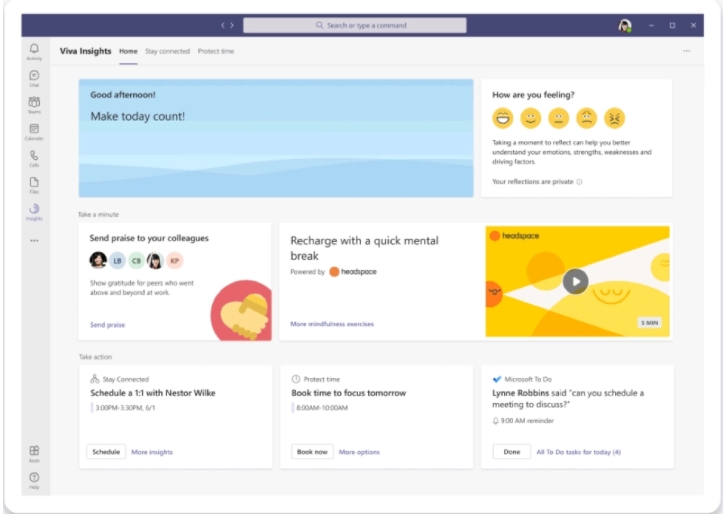 Search or type a command
Activity
Viva Insights Home Stay connected Protect time
Chat
Teams
Calendar
Calls
Files
Insights
Good afternoon!
Make today count!
How are you feeling?
Taking a moment to reflect can help you better
understand your emotions, strengths, weaknesses and
driving factors.
Your reflections are private
Take a minute
Send praise to your colleagues
LB CB KP
Show gratitude for peers who went
above and beyond at work.
Send praise
Recharge with a quick mental
break
Powered by headspace
More mindfulness exercises
headspace
5 MIN
Take action
Stay Connected
Schedule a 1:1 with Nestor Wilke
3:00PM-3:30PM, 6/1
Schedule More insights
Protect time
Book time to focus tomorrow
8:00AM-10:00AM
Book now More options
Microsoft To Do
Lynne Robbins said "can you schedule a
meeting to discuss?"
9:00 AM reminder
Done All To Do tasks for today (4)
Apps
Help